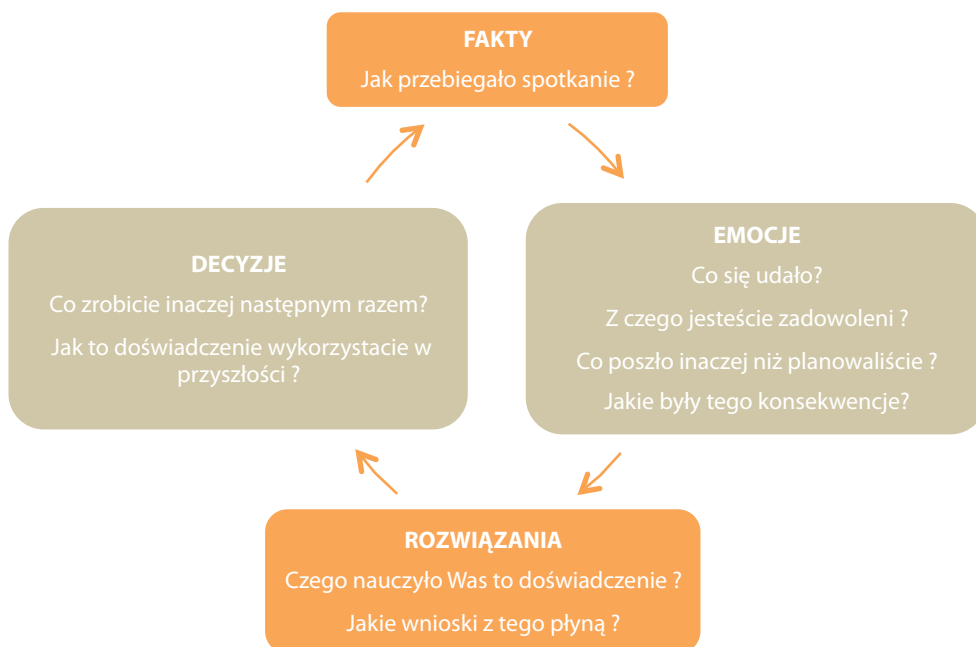 FAKTY
Jak przebiegało spotkanie ?
EMOCJE
Co się udało?
Z czego jesteście zadowoleni ?
Co poszło inaczej niż planowaliście ?
Jakie były tego konsekwencje?
ROZWIĄZANIA
Czego nauczyło Was to doświadczenie ?
Jakie wnioski z tego płyną ?
DECYZJE
Co zrobicie inaczej następnym razem?
Jak to doświadczenie wykorzystacie w
przyszłości ?